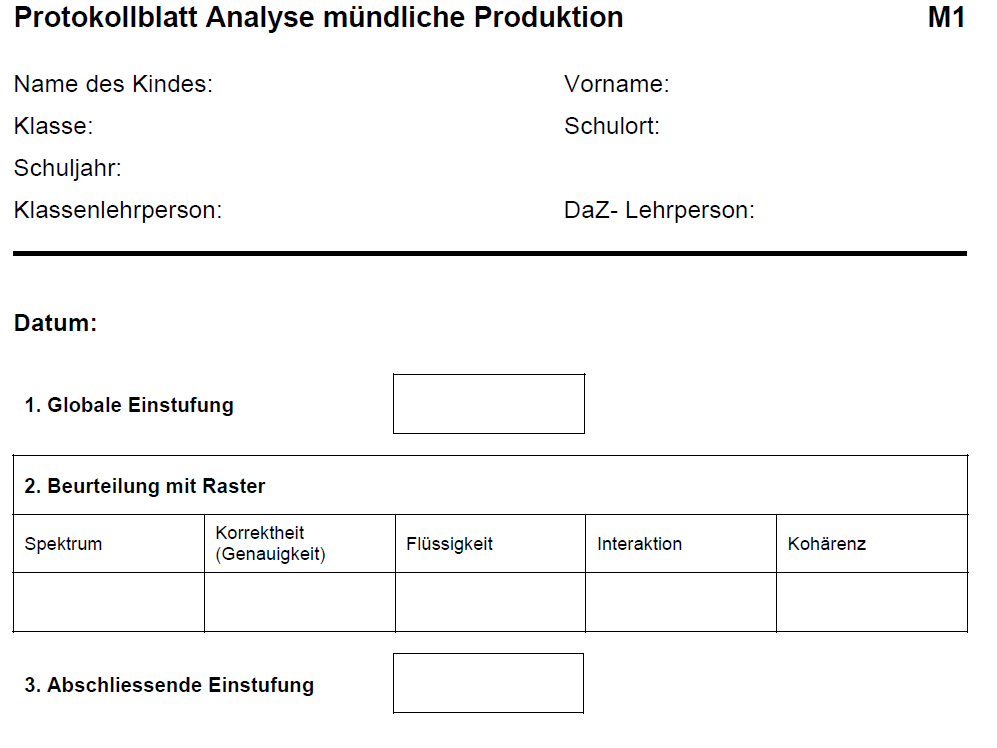 Protokollblatt Analyse mündliche Produktion M1
Name des Kindes: Vorname:
Klasse: Schulort:
Schuljahr:
Klassenlehrperson: DaZ- Lehrperson:
Datum:
1. Globale Einstufung
2. Beurteilung mit Raster
Spektrum Korrektheit (Genauigkeit) Flüssigkeit Interaktion Kohärenz
3. Abschliessende Einstufung